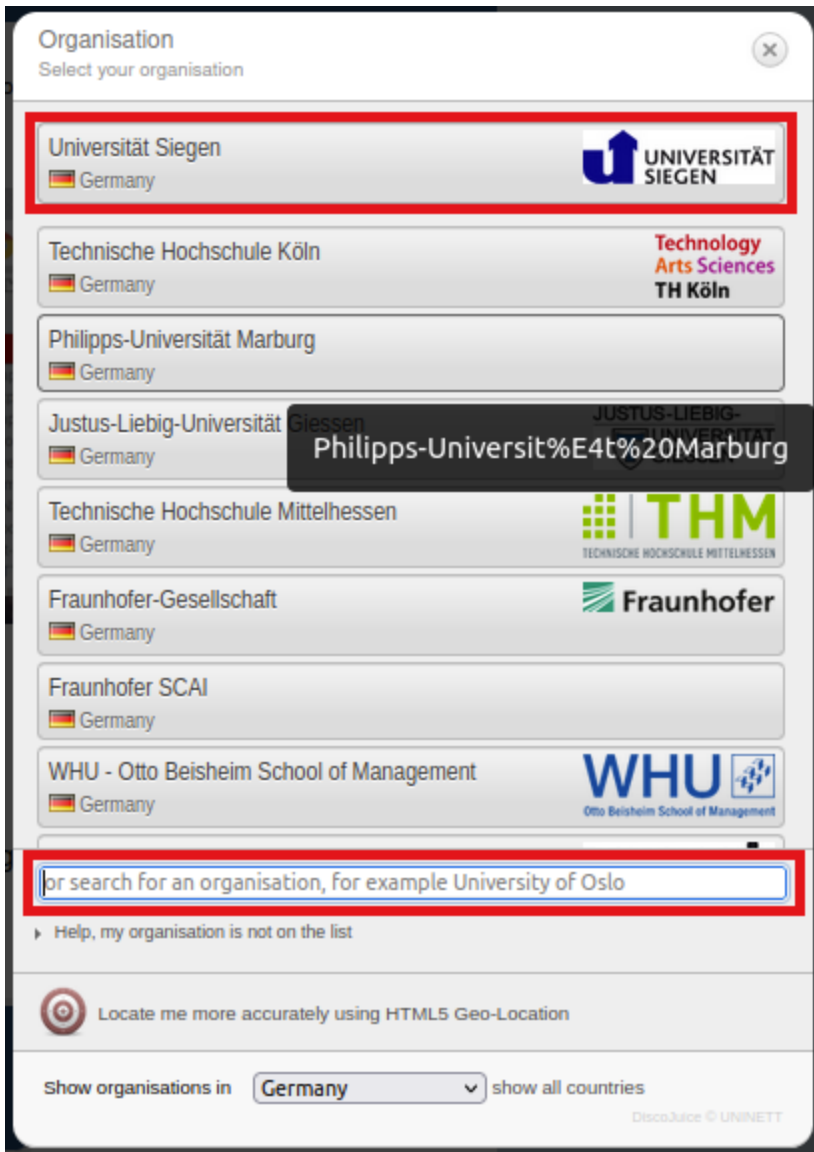 Organisation
Select your organisation
Universität Siegen
Germany
UNIVERSITÄT
SIEGEN
Technische Hochschule Köln
Germany
Technology
Arts Sciences
TH Köln
Philipps-Universität Marburg
Germany
Justus-Liebig-Universität Giessen
Germany
JUSTUS-LIEBIG-
UNIVERSITÄT
GIESSEN
Philipps-Universit%E4t%20Marburg
Technische Hochschule Mittelhessen
Germany
THM
TECHNISCHE HOCHSCHULE MITTELHESSEN
Fraunhofer-Gesellschaft
Germany
Fraunhofer
Fraunhofer SCAI
Germany
WHU - Otto Beisheim School of Management
Germany
WHU
Otto Beisheim School of Management
or search for an organisation, for example University of Oslo
Help, my organisation is not on the list
Locate me more accurately using HTML5 Geo-Location
Show organisations in Germany show all countries
DiscoJuice © UNINETT